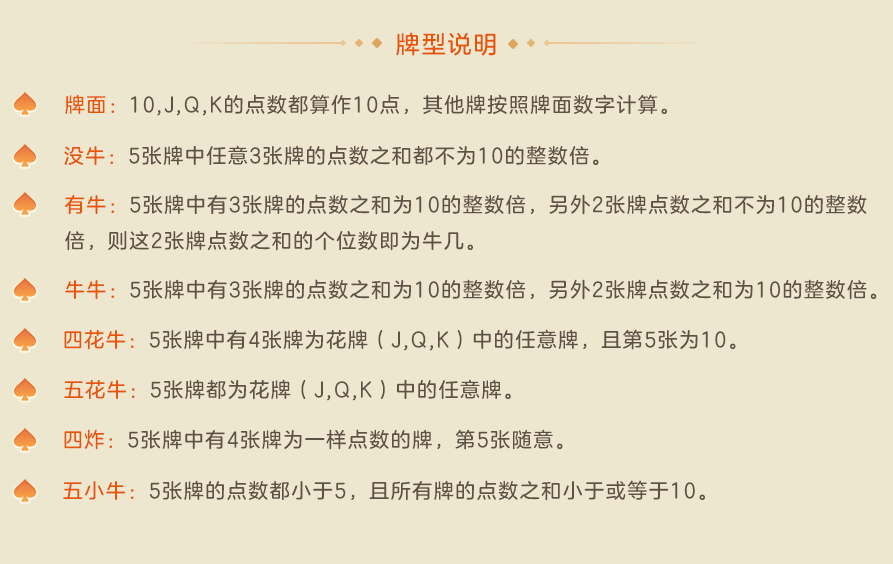 牌型说明
牌面：10,J,Q,K的点数都算作10点，其他牌按照牌面数字计算。
没牛：5张牌中任意3张牌的点数之和都不为10的整数倍。
有牛：5张牌中有3张牌的点数之和为10的整数倍，另外2张牌点数之和不为10的整数
倍，则这2张牌点数之和的个位数即为牛几。
牛牛：5张牌中有3张牌的点数之和为10的整数倍，另外2张牌点数之和为10的整数倍。
四花牛：5张牌中有4张牌为花牌（J,Q,K）中的任意牌，且第5张为10。
五花牛：5张牌都为花牌（J,Q,K）中的任意牌。
四炸：5张牌中有4张牌为一样点数的牌，第5张随意。
五小牛：5张牌的点数都小于5，且所有牌的点数之和小于或等于10。